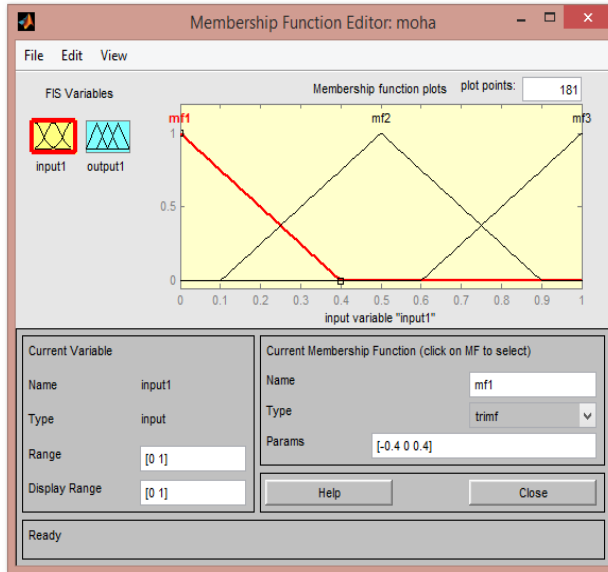 Membership Function Editor: moha
File Edit View
FIS Variables
Membership function plots plot points: 181
input1 output1
mf1 mf2 mf3
1
0.5
0
0 0.1 0.2 0.3 0.4 0.5 0.6 0.7 0.8 0.9 1
input variable "input1"
Current Variable
Name input1
Type input
Range [0 1]
Display Range [0 1]
Current Membership Function (click on MF to select)
Name mf1
Type trimf
Params [-0.4 0 0.4]
Help Close
Ready